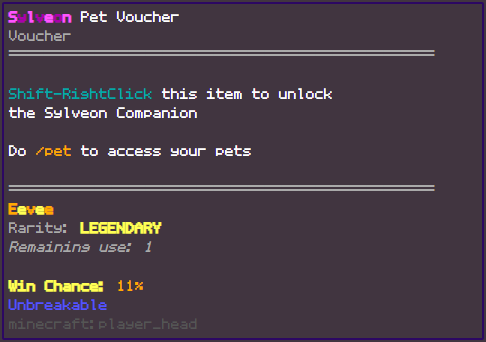 Sylveon Pet Voucher
Voucher
Shift-RightClick this item to unlock
the Sylveon Companion
Do /pet to access your pets
Eevee
Rarity: LEGENDARY
Remaining use: 1
Win Chance: 11%
Unbreakable
minecraft:player_head